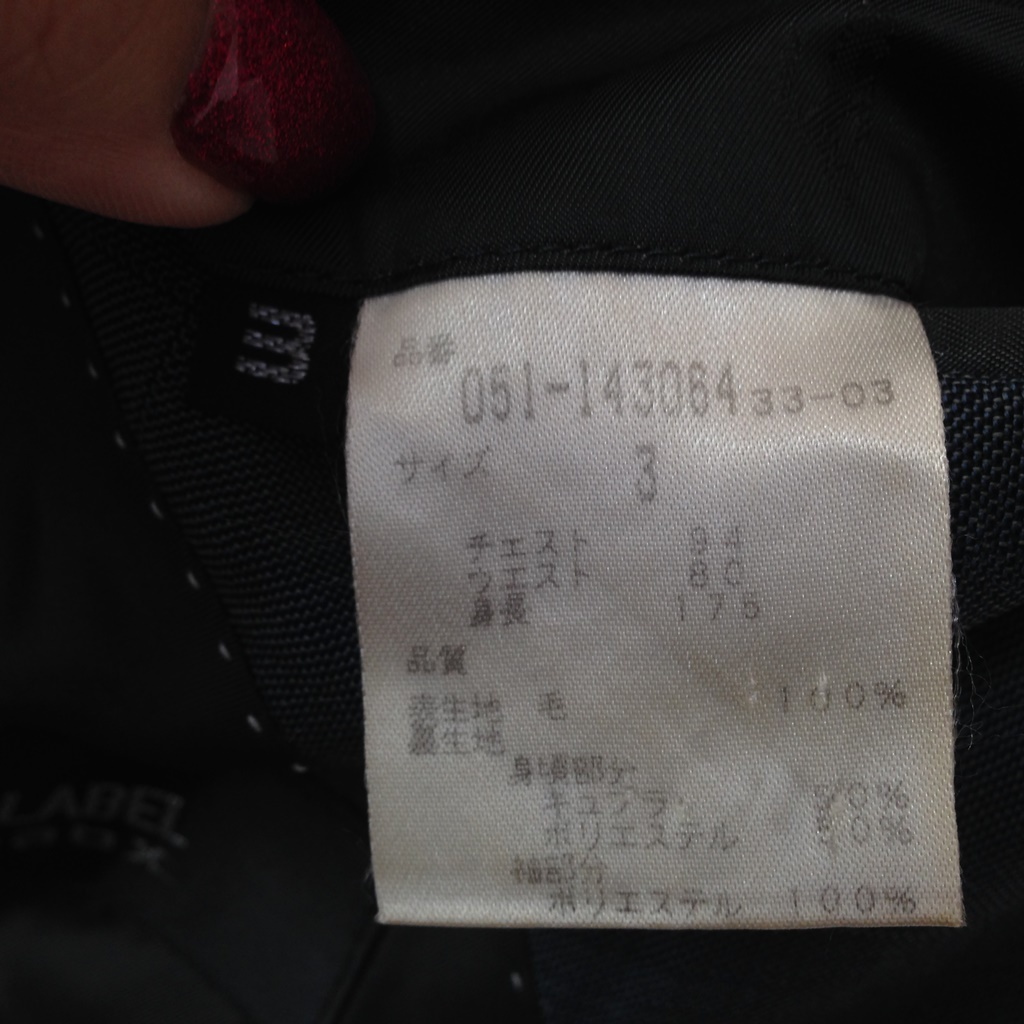 品番
051-143064 33-03
サイズ 3
チェスト 94
ウエスト 80
身長 175
品質
表生地 毛 100%
裏生地
身頃部分
キュプラ 50%
ポリエステル 50%
袖部分
ポリエステル 100%
LABEL